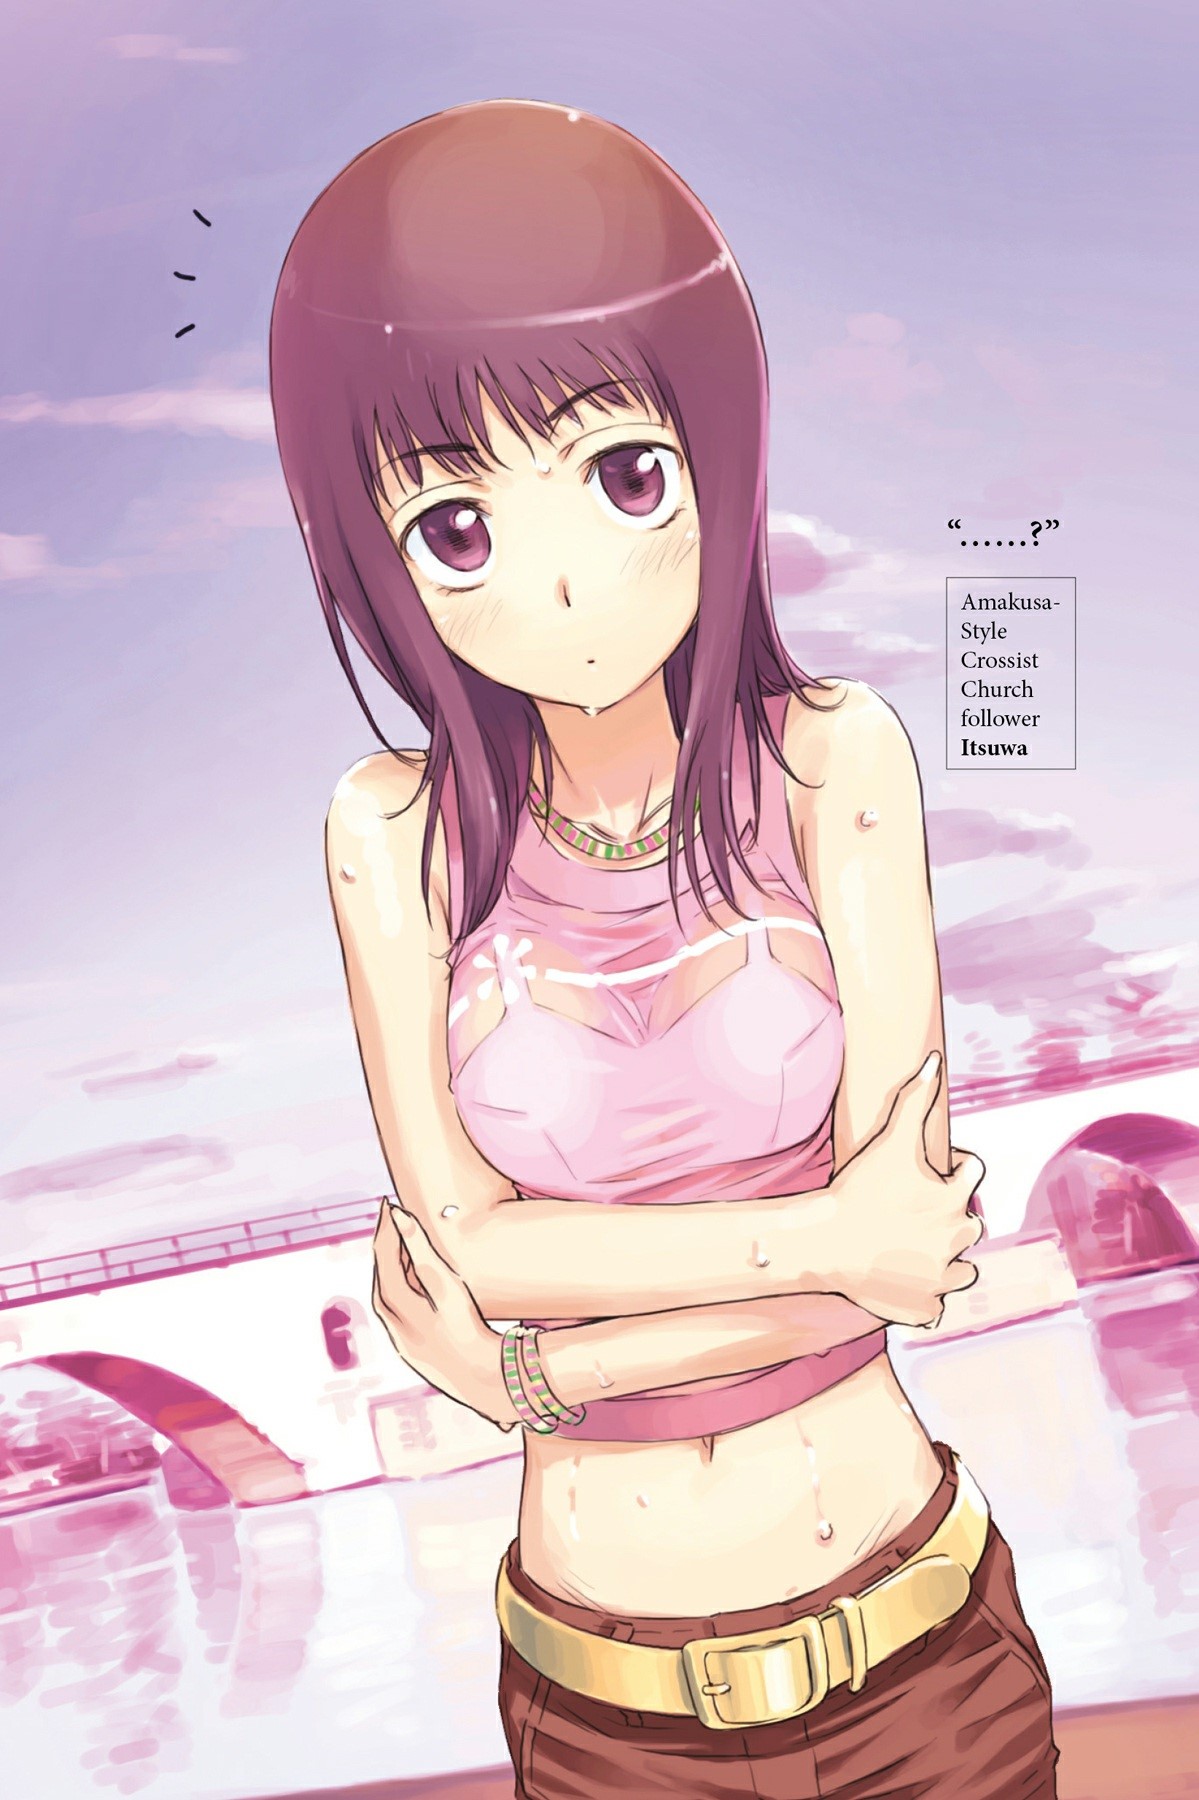 “......?”
Amakusa-
Style
Crossist
Church
follower
Itsuwa